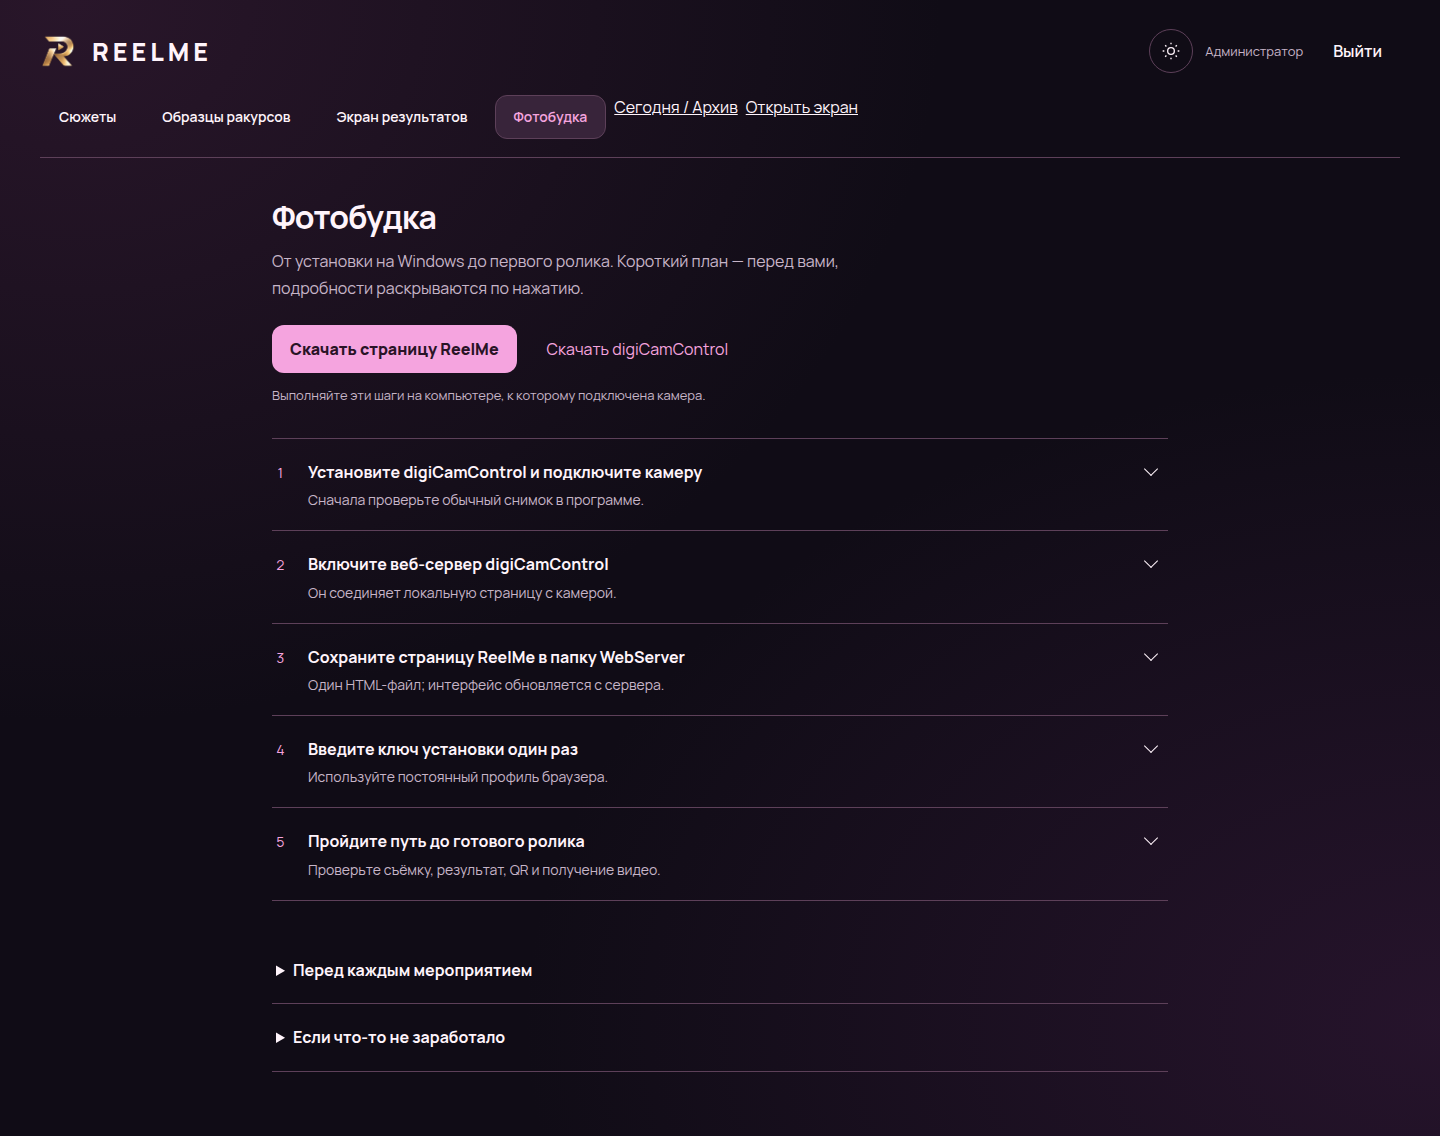 REELME
Администратор
Выйти
Сюжеты
Образцы ракурсов
Экран результатов
Фотобудка
Сегодня / Архив
Открыть экран
Фотобудка
От установки на Windows до первого ролика. Короткий план — перед вами,
подробности раскрываются по нажатию.
Скачать страницу ReelMe
Скачать digiCamControl
Выполняйте эти шаги на компьютере, к которому подключена камера.
1 Установите digiCamControl и подключите камеру
Сначала проверьте обычный снимок в программе.
2 Включите веб-сервер digiCamControl
Он соединяет локальную страницу с камерой.
3 Сохраните страницу ReelMe в папку WebServer
Один HTML-файл; интерфейс обновляется с сервера.
4 Введите ключ установки один раз
Используйте постоянный профиль браузера.
5 Пройдите путь до готового ролика
Проверьте съёмку, результат, QR и получение видео.
Перед каждым мероприятием
Если что-то не заработало